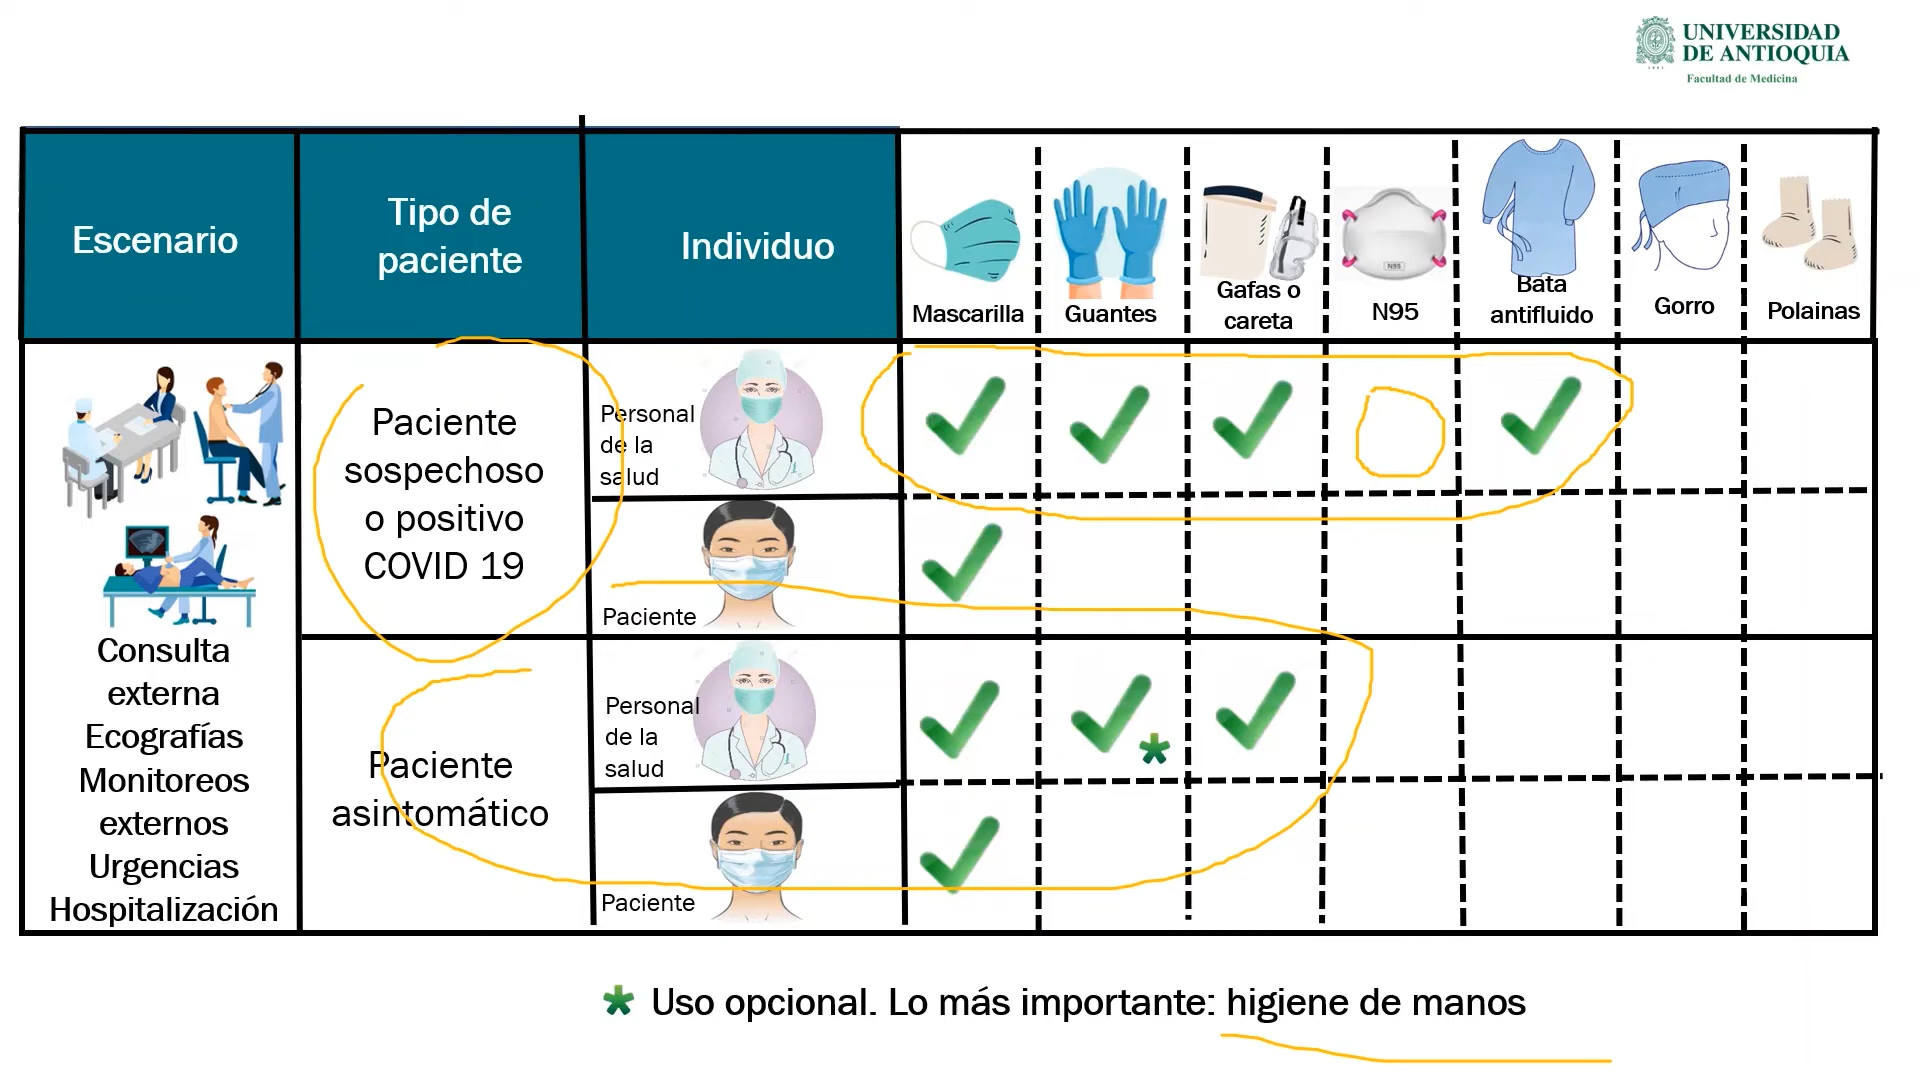 UNIVERSIDAD
DE ANTIOQUIA
1803
Facultad de Medicina
Escenario
Tipo de
paciente
Individuo
Mascarilla
Guantes
Gafas o
careta
N95
N95
Bata
antifluido
Gorro
Polainas
Paciente
sospechoso
o positivo
COVID 19
Personal
de la
salud
Paciente
Consulta
externa
Ecografías
Monitoreos
externos
Urgencias
Hospitalización
Paciente
asintomático
Personal
de la
salud
Paciente
Uso opcional. Lo más importante: higiene de manos